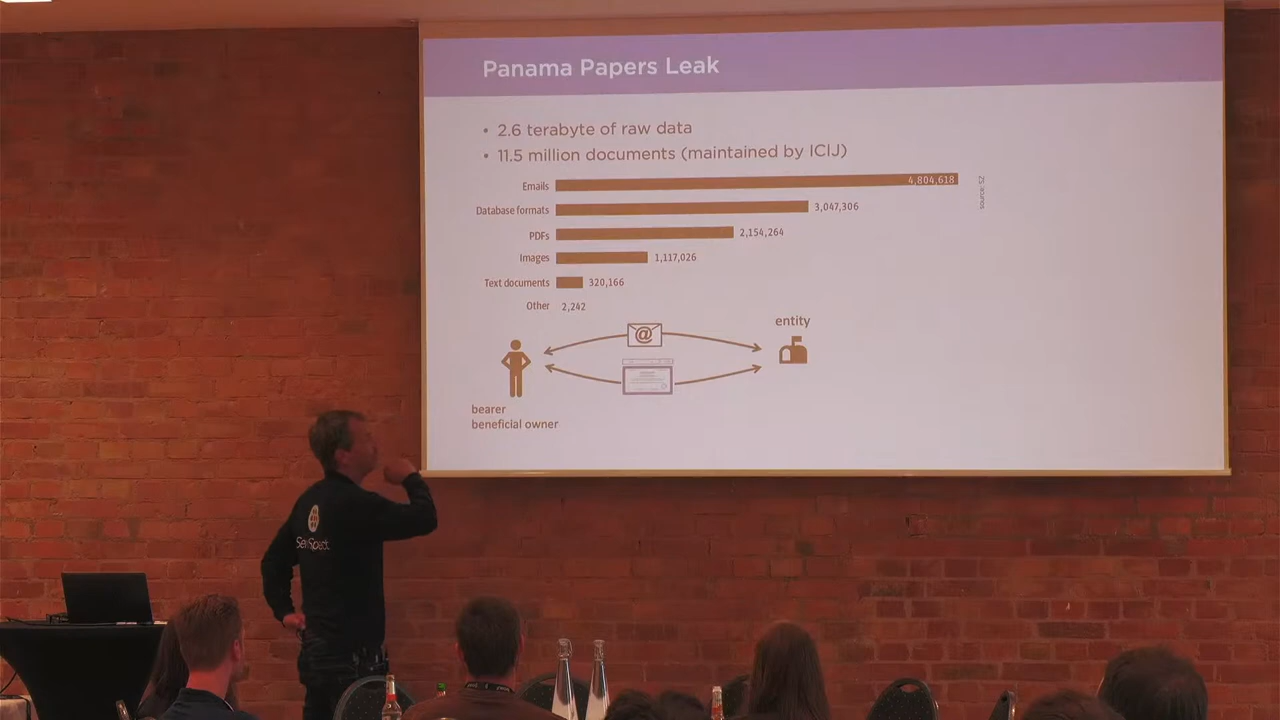 Panama Papers Leak
• 2.6 terabyte of raw data
• 11.5 million documents (maintained by ICIJ)
Emails 4,804,618
Database formats 3,047,306
PDFs 2,154,264
Images 1,117,026
Text documents 320,166
Other 2,242
source: SZ
entity
@
bearer
beneficial owner